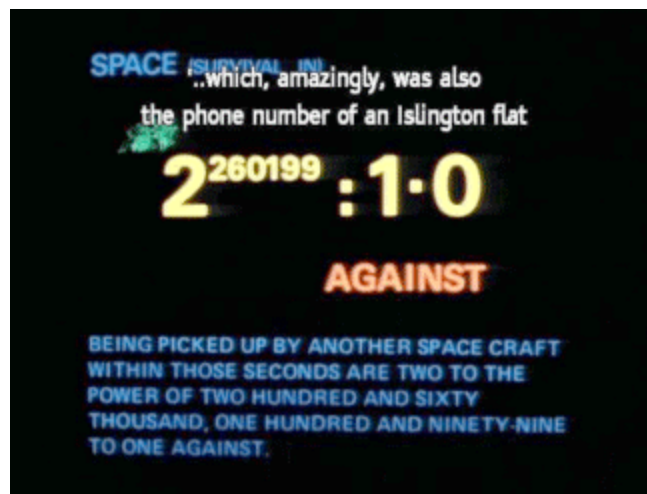 SPACE (SURVIVAL IN)
'..which, amazingly, was also
the phone number of an Islington flat
2^260199 : 1·0
AGAINST
BEING PICKED UP BY ANOTHER SPACE CRAFT
WITHIN THOSE SECONDS ARE TWO TO THE
POWER OF TWO HUNDRED AND SIXTY
THOUSAND, ONE HUNDRED AND NINETY-NINE
TO ONE AGAINST.